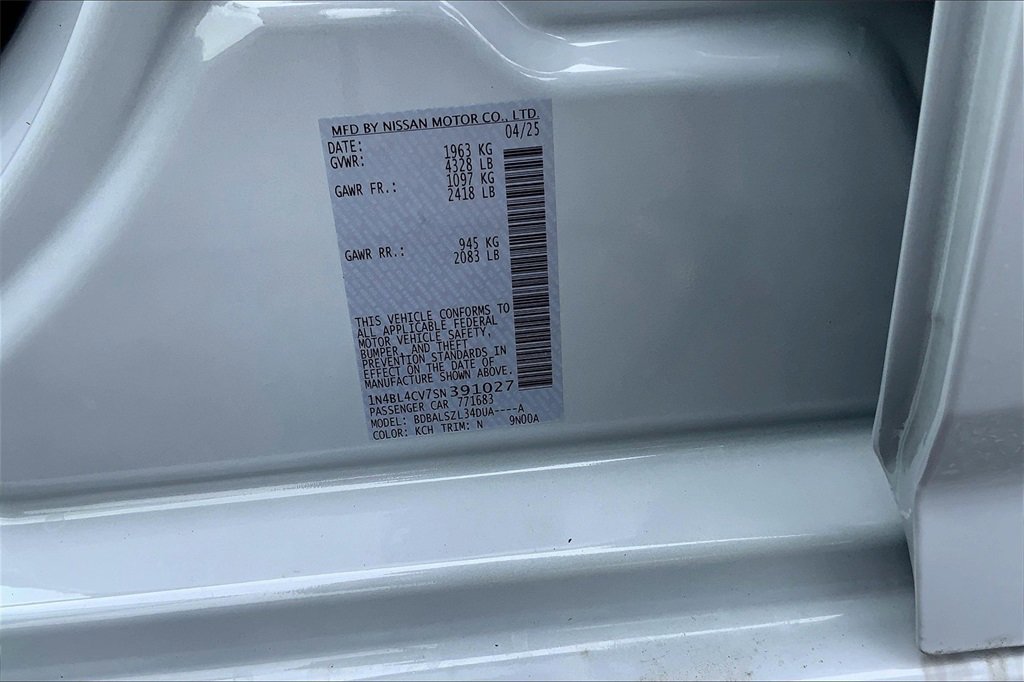 MFD BY NISSAN MOTOR CO., LTD.
DATE: 04/25
GVWR: 1963 KG
4328 LB
GAWR FR.: 1097 KG
2418 LB
GAWR RR.: 945 KG
2083 LB
THIS VEHICLE CONFORMS TO
ALL APPLICABLE FEDERAL
MOTOR VEHICLE SAFETY,
BUMPER, AND THEFT
PREVENTION STANDARDS IN
EFFECT ON THE DATE OF
MANUFACTURE SHOWN ABOVE.
1N4BL4CV7SN391027
PASSENGER CAR 771683
MODEL: BDBALSZL34DUA----A
COLOR: KCH TRIM: N 9N00A